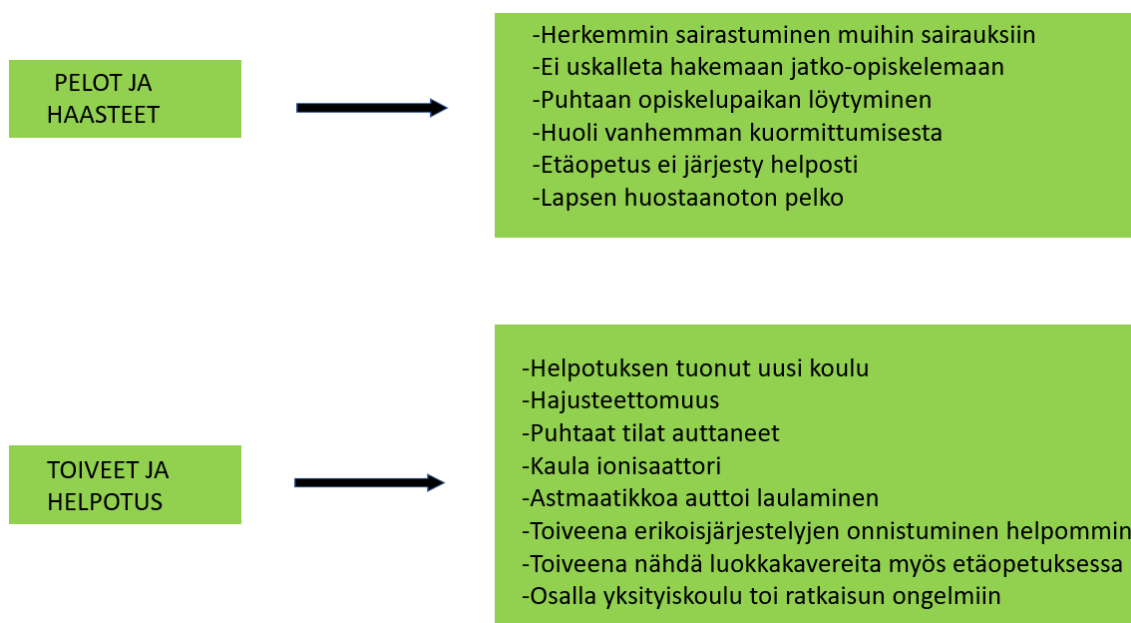 PELOT JA
HAASTEET
-Herkemmin sairastuminen muihin sairauksiin
-Ei uskalleta hakemaan jatko-opiskelemaan
-Puhtaan opiskelupaikan löytyminen
-Huoli vanhemman kuormittumisesta
-Etäopetus ei järjesty helposti
-Lapsen huostaanoton pelko
TOIVEET JA
HELPOTUS
-Helpotuksen tuonut uusi koulu
-Hajusteettomuus
-Puhtaat tilat auttaneet
-Kaula ionisaattori
-Astmaatikkoa auttoi laulaminen
-Toiveena erikoisjärjestelyjen onnistuminen helpommin
-Toiveena nähdä luokkakavereita myös etäopetuksessa
-Osalla yksityiskoulu toi ratkaisun ongelmiin